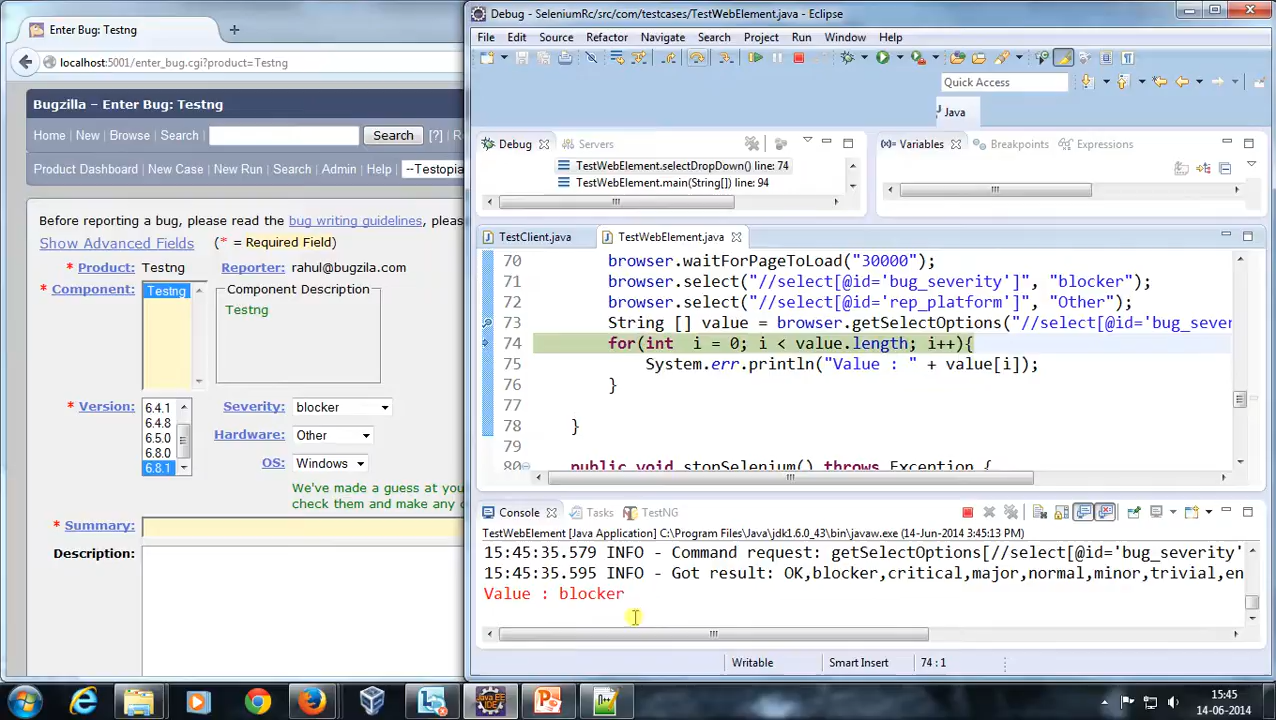 Enter Bug: Testng
localhost:5001/enter_bug.cgi?product=Testng
Bugzilla – Enter Bug: Testng
Home New Browse Search Search [?]
Product Dashboard New Case New Run Search Admin Help --Testopia
Before reporting a bug, please read the bug writing guidelines, plea
Show Advanced Fields (* = Required Field)
* Product: Testng Reporter: rahul@bugzila.com
* Component: Testng Component Description
Testng
* Version: 6.4.1
6.4.8
6.5.0
6.8.0
6.8.1
Severity: blocker
Hardware: Other
OS: Windows
We've made a guess at you
check them and make any c
* Summary:
Description:
Debug - SeleniumRc/src/com/testcases/TestWebElement.java - Eclipse
File Edit Source Refactor Navigate Search Project Run Window Help
Quick Access
Java
Debug Servers
TestWebElement.selectDropDown() line: 74
TestWebElement.main(String[]) line: 94
Variables Breakpoints Expressions
TestClient.java TestWebElement.java
70 browser.waitForPageToLoad("30000");
71 browser.select("//select[@id='bug_severity']", "blocker");
72 browser.select("//select[@id='rep_platform']", "Other");
73 String [] value = browser.getSelectOptions("//select[@id='bug_sever
74 for(int i = 0; i < value.length; i++){
75 System.err.println("Value : " + value[i]);
76 }
77
78 }
79
80 public void stopSelenium() throws Exception {
Console Tasks TestNG
TestWebElement [Java Application] C:\Program Files\Java\jdk1.6.0_43\bin\javaw.exe (14-Jun-2014 3:45:13 PM)
15:45:35.579 INFO - Command request: getSelectOptions[//select[@id='bug_severity'
15:45:35.595 INFO - Got result: OK,blocker,critical,major,normal,minor,trivial,en
Value : blocker
Writable Smart Insert 74 : 1
15:45
14-06-2014